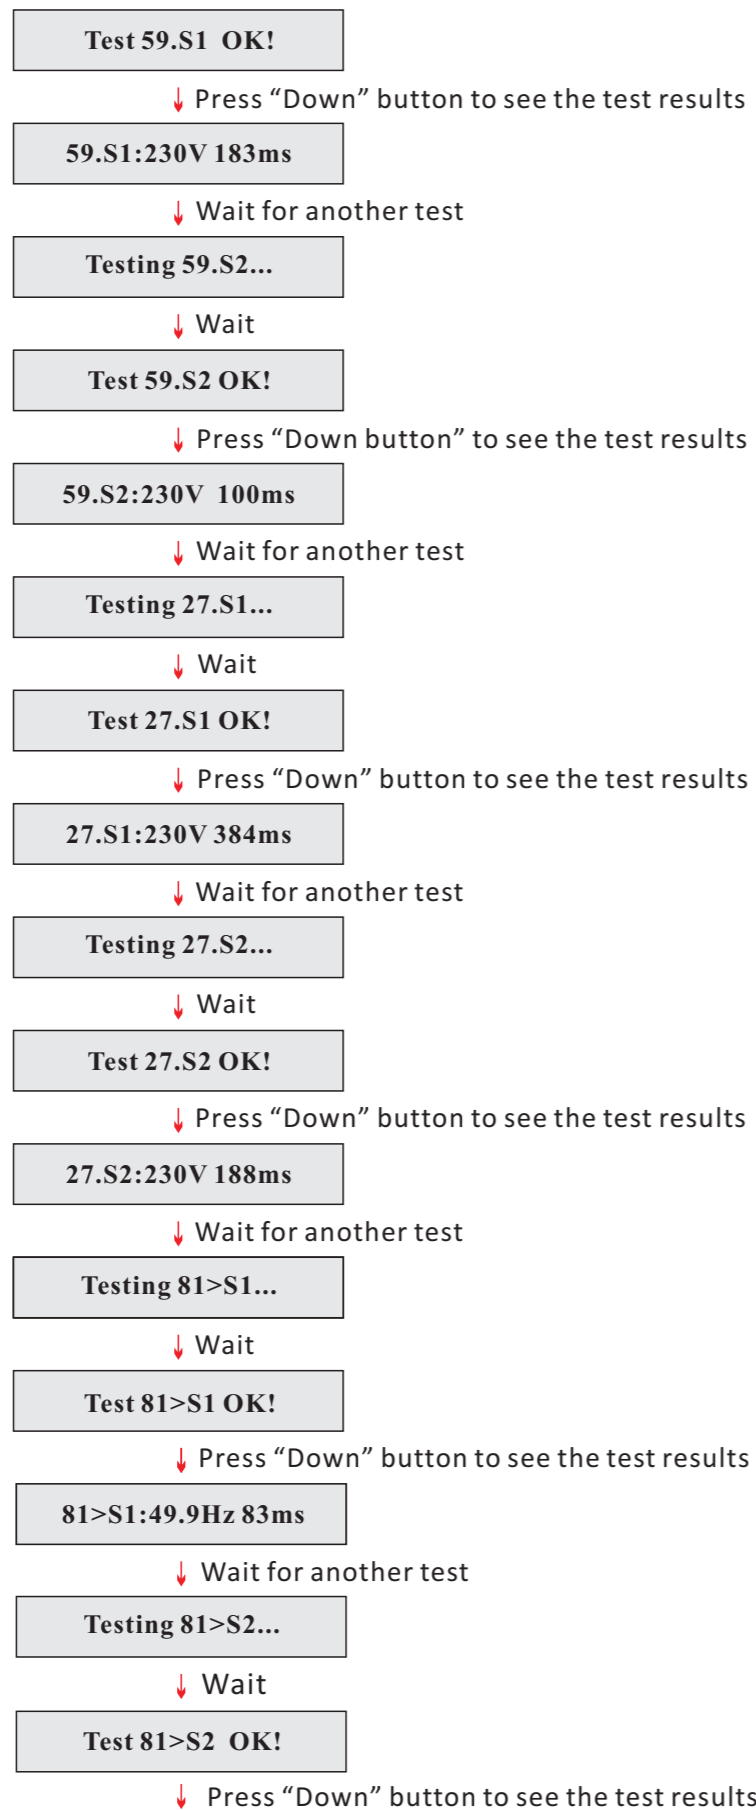 Test 59.S1 OK!
Press “Down” button to see the test results
59.S1:230V 183ms
Wait for another test
Testing 59.S2...
Wait
Test 59.S2 OK!
Press “Down button” to see the test results
59.S2:230V 100ms
Wait for another test
Testing 27.S1...
Wait
Test 27.S1 OK!
Press “Down” button to see the test results
27.S1:230V 384ms
Wait for another test
Testing 27.S2...
Wait
Test 27.S2 OK!
Press “Down” button to see the test results
27.S2:230V 188ms
Wait for another test
Testing 81>S1...
Wait
Test 81>S1 OK!
Press “Down” button to see the test results
81>S1:49.9Hz 83ms
Wait for another test
Testing 81>S2...
Wait
Test 81>S2 OK!
Press “Down” button to see the test results